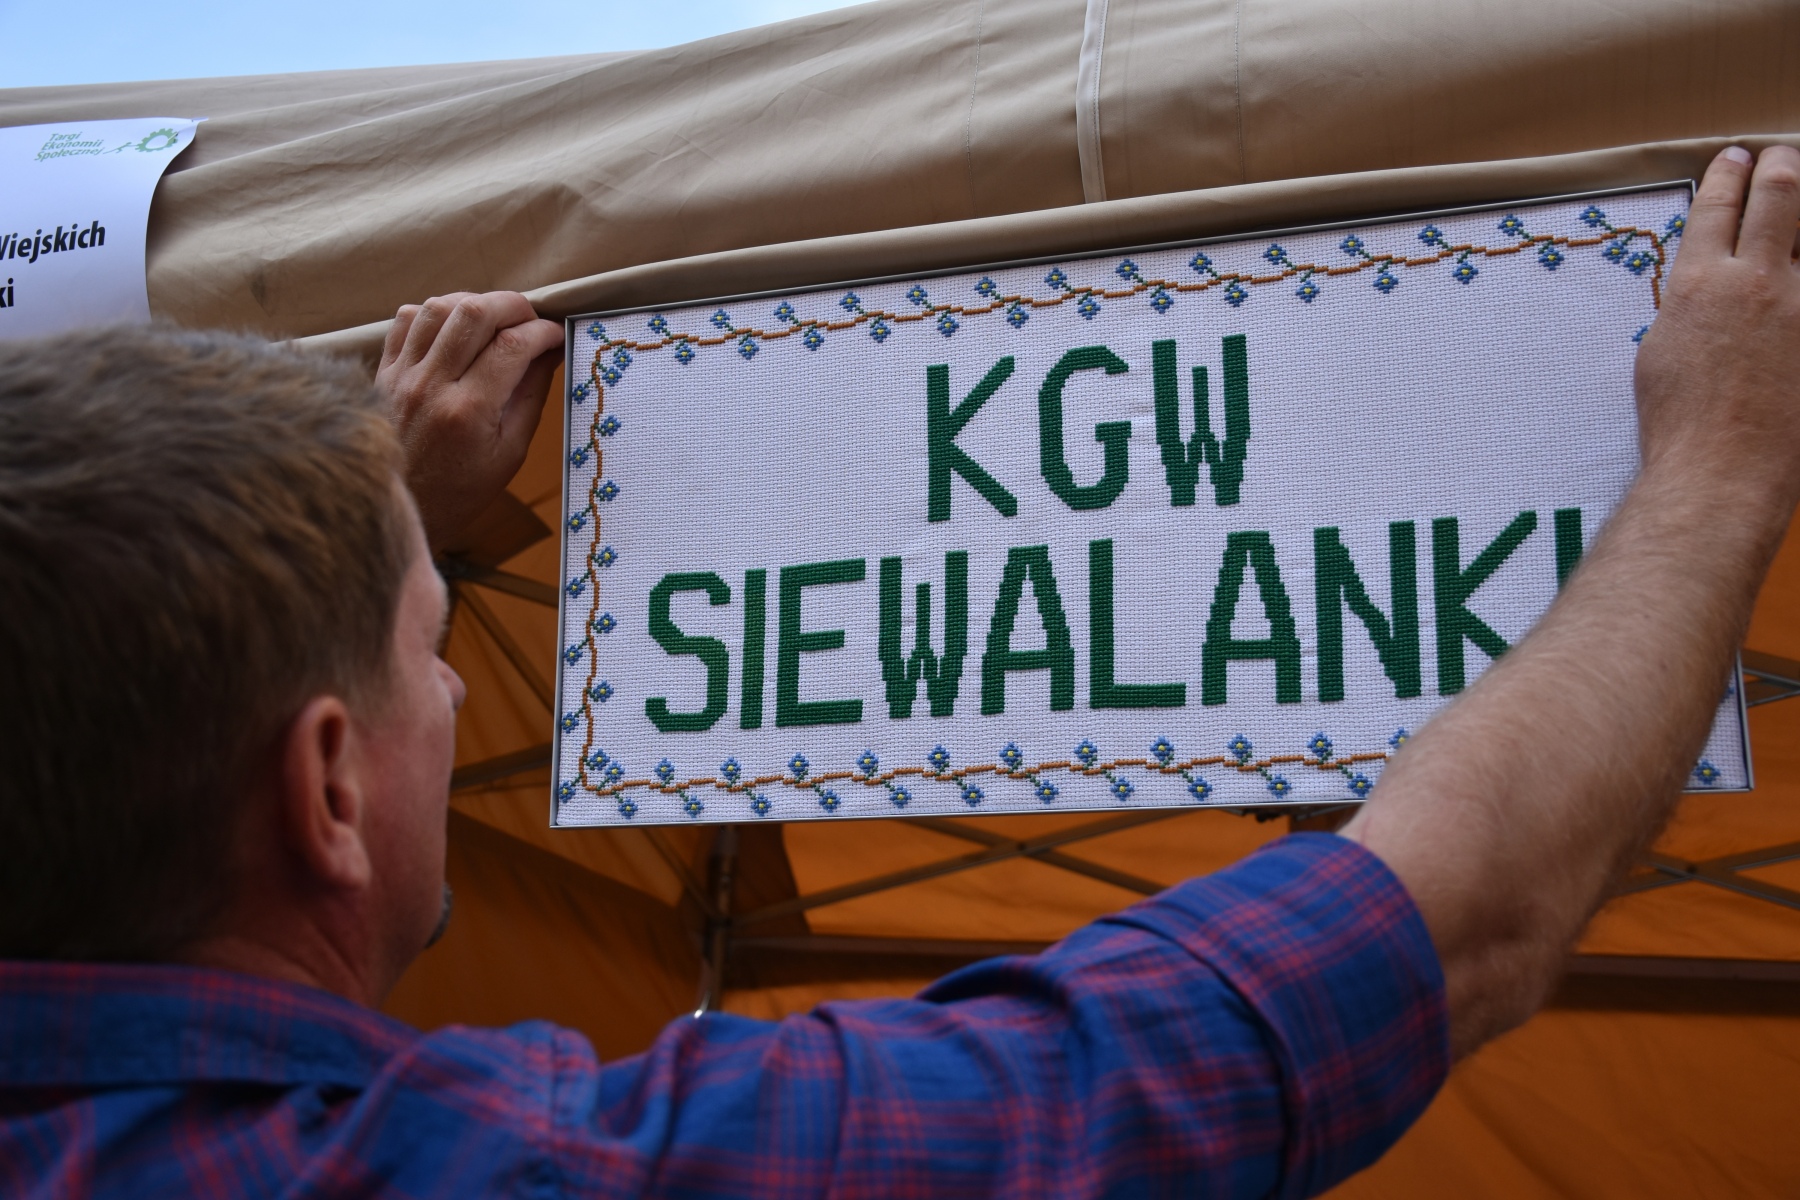 Targi
Ekonomii
Społecznej
Wiejskich
ki
KGW
SIEWALANKI